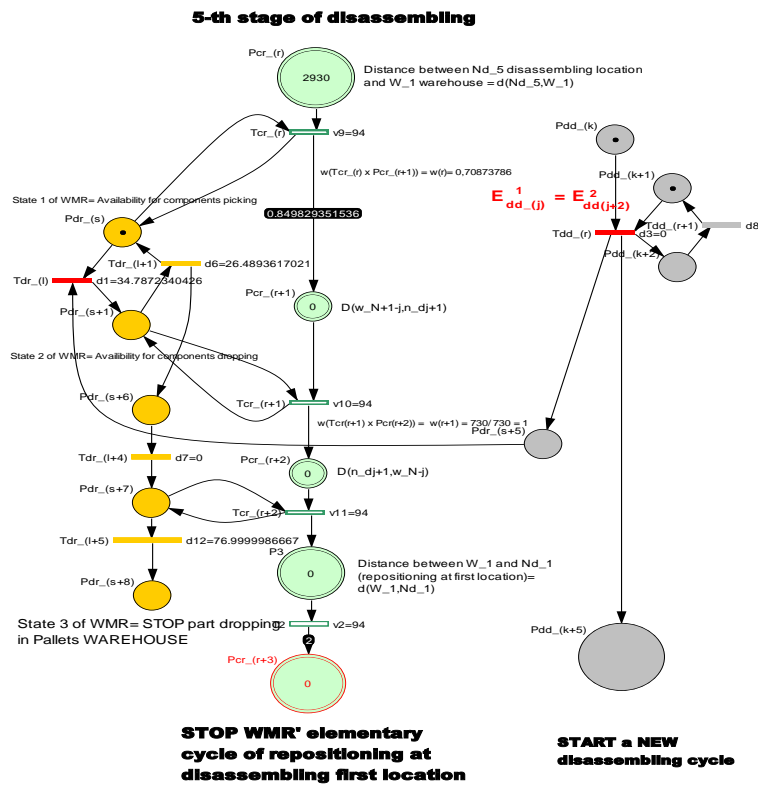 5-th stage of disassembling
Pcr_(r)
2930
Distance between Nd_5 disassembling location
and W_1 warehouse = d(Nd_5,W_1)
Tcr_(r)
v9=94
Pdd_(k)
w(Tcr_(r) x Pcr_(r+1)) = w(r)= 0,70873786
Pdd_(k+1)
State 1 of WMR= Availability for components picking
E dd_(j) 1 = E dd(j+2) 2
0.849829351536
Pdr_(s)
Tdd_(r)
d3=0
Tdd_(r+1)
d8
Pdd_(k+2)
Tdr_(l+1)
d6=26.4893617021
Tdr_(l)
d1=34.7872340426
Pcr_(r+1)
0
D(w_N+1-j,n_dj+1)
Pdr_(s+1)
State 2 of WMR= Availibility for components dropping
Pdr_(s+6)
Tcr_(r+1)
v10=94
w(Tcr(r+1) x Pcr(r+2)) = w(r+1) = 730/730 = 1
Pdr_(s+5)
Tdr_(l+4)
d7=0
Pcr_(r+2)
0
D(n_dj+1,w_N-j)
Pdr_(s+7)
Tcr_(r+2)
v11=94
Tdr_(l+5)
d12=76.9999986667
P3
0
Distance between W_1 and Nd_1
(repositioning at first location)=
d(W_1,Nd_1)
Pdr_(s+8)
State 3 of WMR= STOP part dropping
in Pallets WAREHOUSE
T2
v2=94
2
Pcr_(r+3)
0
Pdd_(k+5)
STOP WMR' elementary
cycle of repositioning at
disassembling first location
START a NEW
disassembling cycle